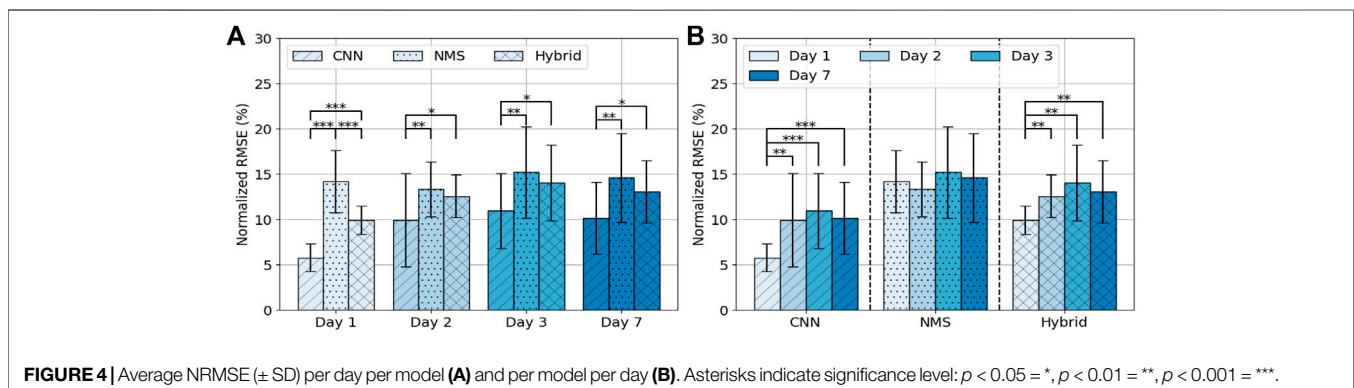 A
Normalized RMSE (%)
30
25
20
15
10
5
0
CNN NMS Hybrid
***
*** ***
*
**
*
**
*
**
Day 1 Day 2 Day 3 Day 7
B
Normalized RMSE (%)
30
25
20
15
10
5
0
Day 1 Day 2 Day 3
Day 7
***
***
**
**
**
**
CNN NMS Hybrid
FIGURE 4 | Average NRMSE (± SD) per day per model (A) and per model per day (B). Asterisks indicate significance level: p < 0.05 = *, p < 0.01 = **, p < 0.001 = ***.